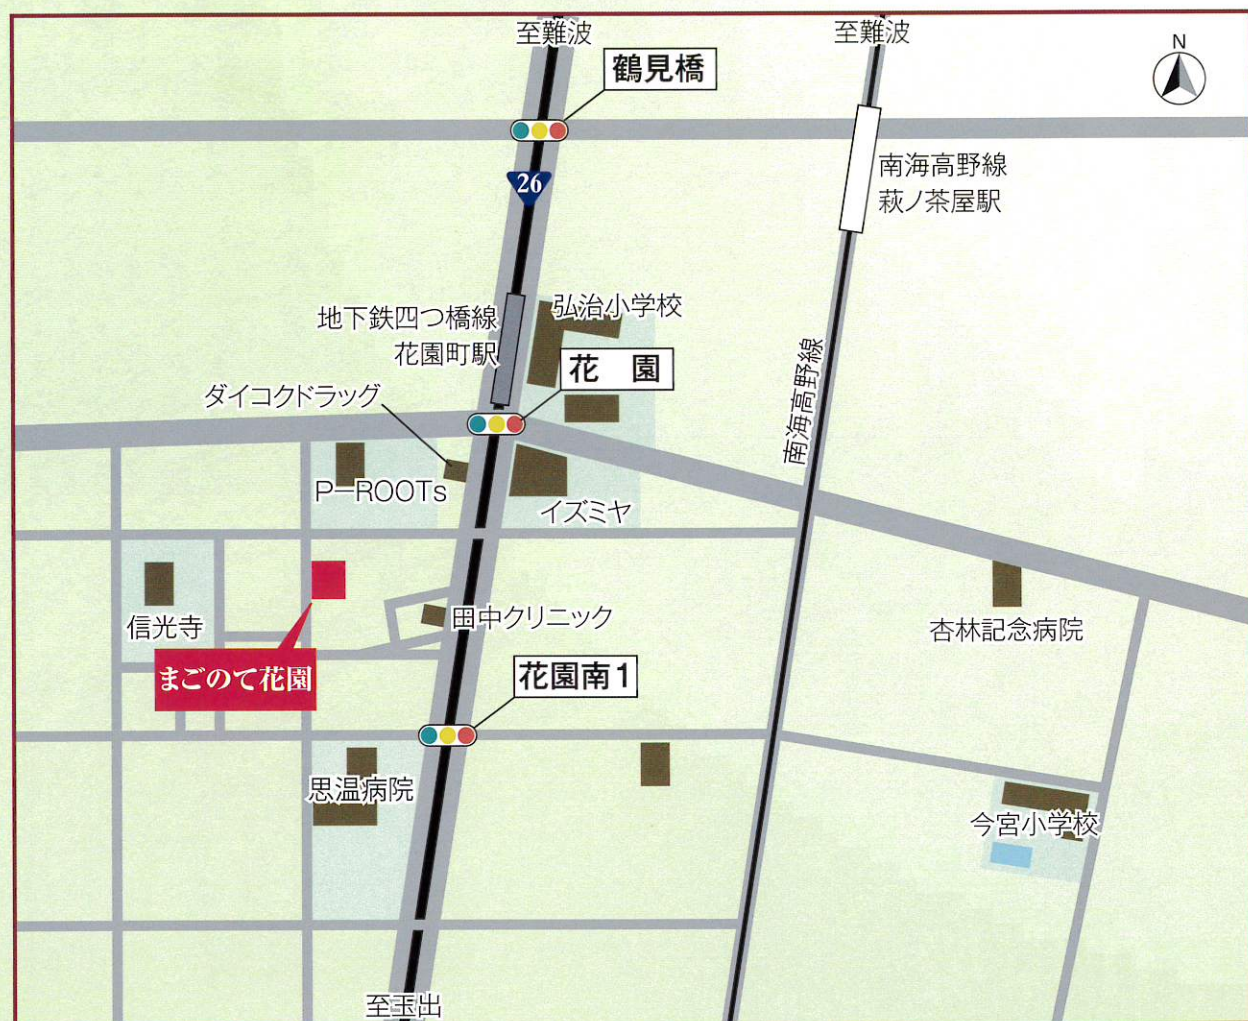 至難波
至難波
N
鶴見橋
26
南海高野線
萩ノ茶屋駅
弘治小学校
地下鉄四つ橋線
花園町駅
花園
ダイコクドラッグ
南海高野線
P-ROOTs
イズミヤ
信光寺
田中クリニック
杏林記念病院
まごのて花園
花園南1
思温病院
今宮小学校
至玉出